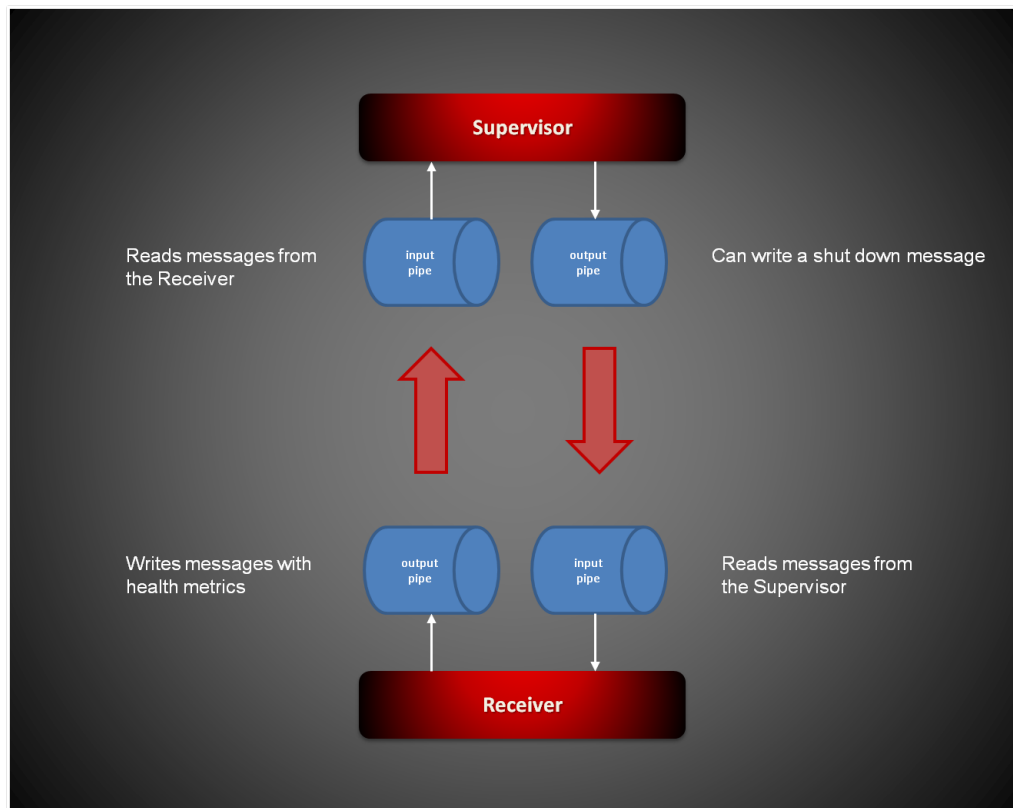 Supervisor
Reads messages from
the Receiver
input
pipe
output
pipe
Can write a shut down message
Writes messages with
health metrics
output
pipe
input
pipe
Reads messages from
the Supervisor
Receiver